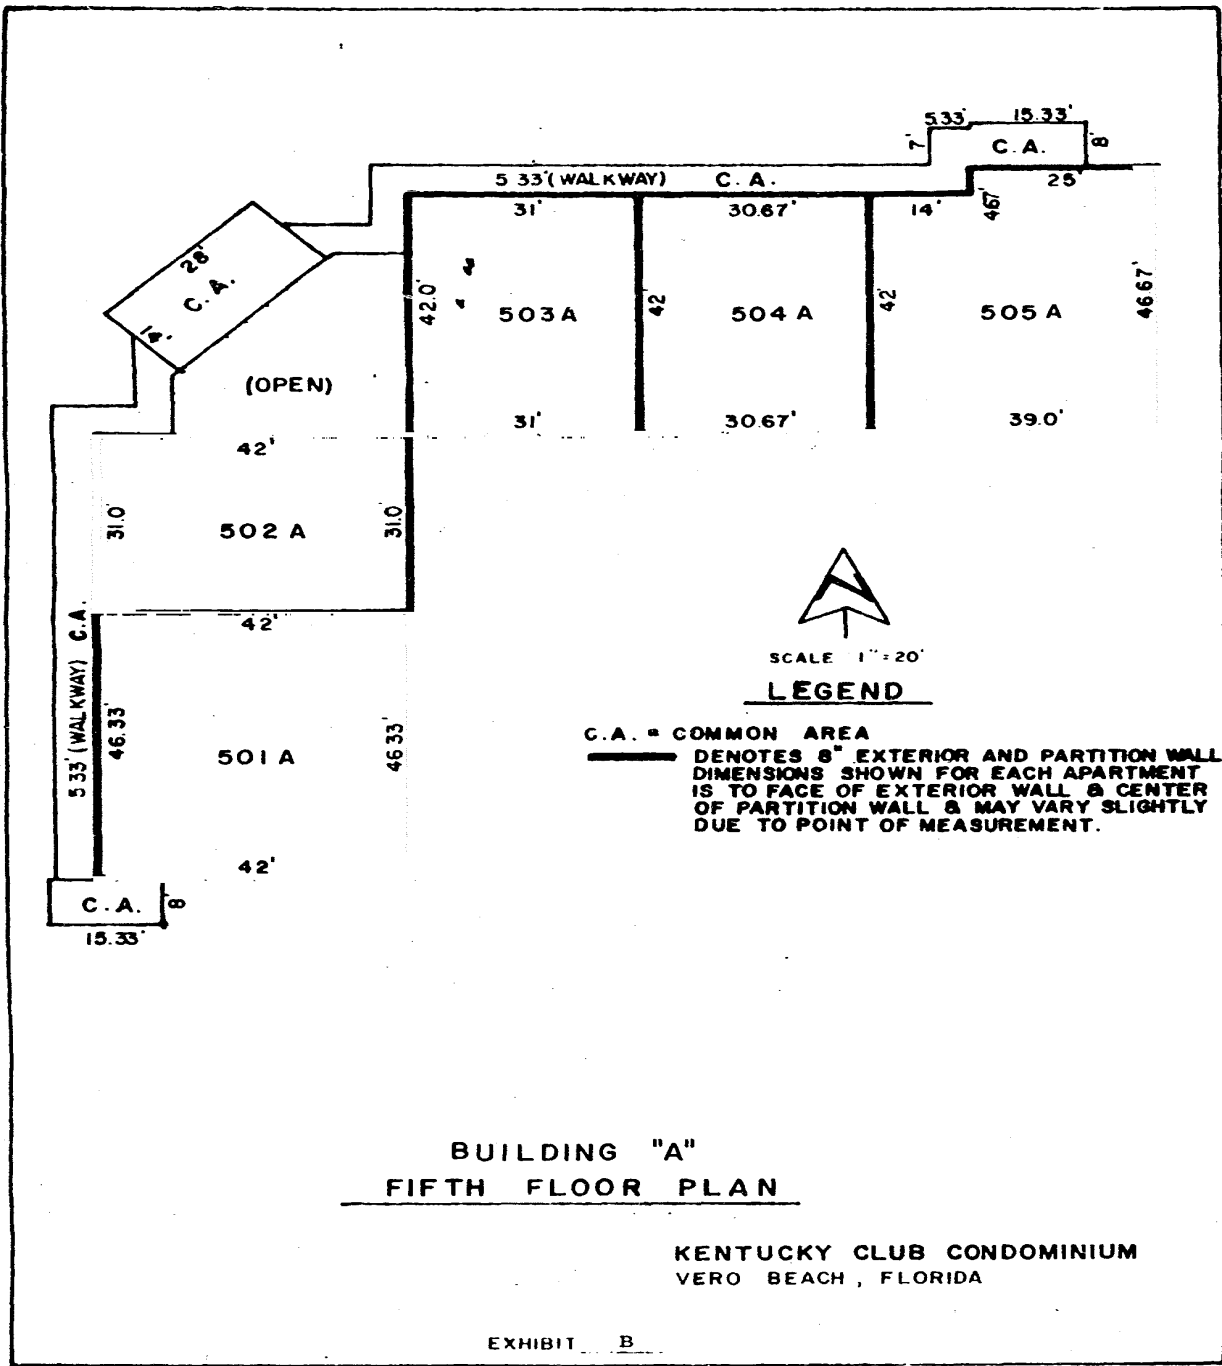 5.33' 15.33'
7' C.A. 8'
5.33' (WALKWAY) C.A. 25'
31' 30.67' 14' 4.67'
28'
C.A.
14'
42.0' 503A 42' 504A 42' 505A 46.67'
(OPEN)
31' 30.67' 39.0'
42'
31.0' 502A 31.0'
42'
5.33' (WALKWAY) C.A.
46.33' 501A 46.33'
42'
C.A. 8'
15.33'
N
SCALE 1"=20'
LEGEND
C.A. = COMMON AREA
DENOTES 8" EXTERIOR AND PARTITION WALL
DIMENSIONS SHOWN FOR EACH APARTMENT
IS TO FACE OF EXTERIOR WALL & CENTER
OF PARTITION WALL & MAY VARY SLIGHTLY
DUE TO POINT OF MEASUREMENT.
BUILDING "A"
FIFTH FLOOR PLAN
KENTUCKY CLUB CONDOMINIUM
VERO BEACH, FLORIDA
EXHIBIT B